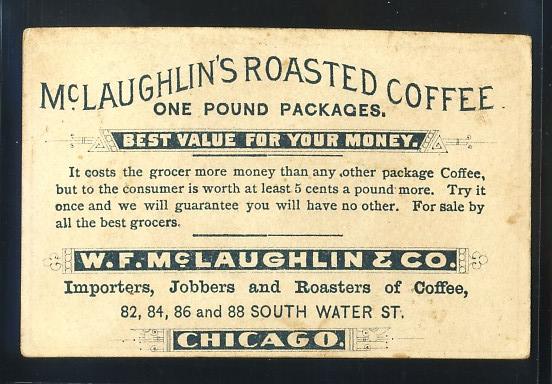 McLAUGHLIN'S ROASTED COFFEE
ONE POUND PACKAGES.
BEST VALUE FOR YOUR MONEY.
It costs the grocer more money than any other package Coffee,
but to the consumer is worth at least 5 cents a pound more. Try it
once and we will guarantee you will have no other. For sale by
all the best grocers.
W. F. McLAUGHLIN & CO.
Importers, Jobbers and Roasters of Coffee,
82, 84, 86 and 88 SOUTH WATER ST.
CHICAGO.